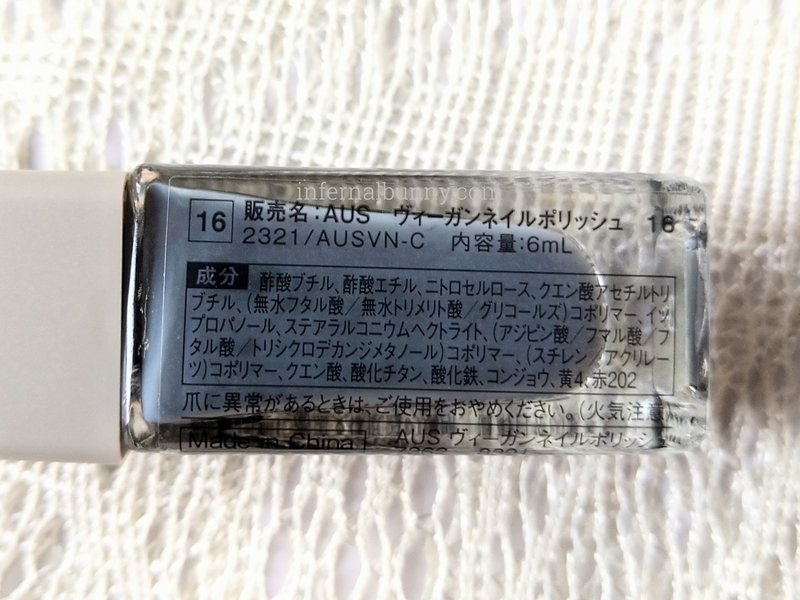 infernalbunny.com
16 販売名：AUS ヴィーガンネイルポリッシュ 16
2321/AUSVN-C 内容量：6mL
成分 酢酸ブチル、酢酸エチル、ニトロセルロース、クエン酸アセチルトリ
ブチル、（無水フタル酸／無水トリメリト酸／グリコールズ）コポリマー、イソ
プロパノール、ステアラルコニウムヘクトライト、（アジピン酸／フマル酸／フ
タル酸／トリシクロデカンジメタノール）コポリマー、（スチレン／アクリレー
ツ）コポリマー、クエン酸、酸化チタン、酸化鉄、コンジョウ、黄4、赤202
爪に異常があるときは、ご使用をおやめください。（火気注意
Made in China AUS ヴィーガンネイルポリッシュ